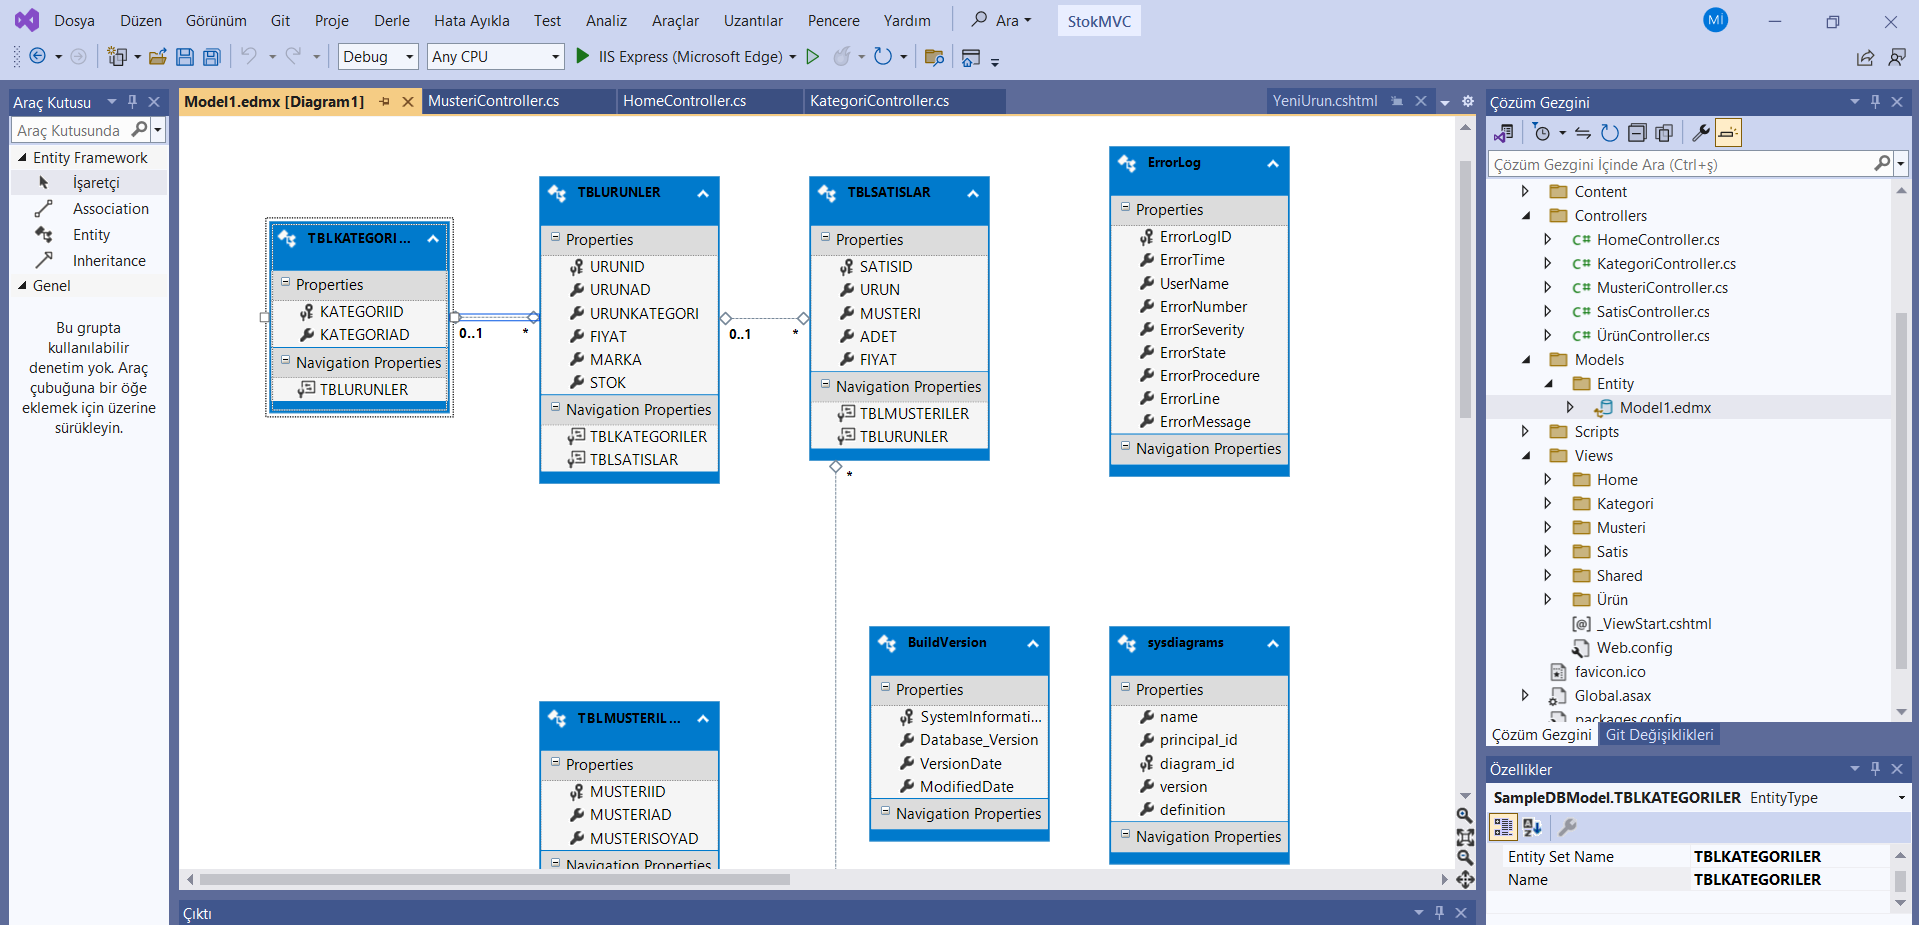 Dosya Düzen Görünüm Git Proje Derle Hata Ayıkla Test Analiz Araçlar Uzantılar Pencere Yardım Ara StokMVC Mİ
Debug Any CPU IIS Express (Microsoft Edge)
Araç Kutusu
Araç Kutusunda
Entity Framework
İşaretçi
Association
Entity
Inheritance
Genel
Bu grupta
kullanılabilir
denetim yok. Araç
çubuğuna bir öğe
eklemek için üzerine
sürükleyin.
Model1.edmx [Diagram1] MusteriController.cs HomeController.cs KategoriController.cs YeniUrun.cshtml
TBLKATEGORI ...
Properties
KATEGORIID
KATEGORIAD
Navigation Properties
TBLURUNLER
0..1 *
TBLURUNLER
Properties
URUNID
URUNAD
URUNKATEGORI
FIYAT
MARKA
STOK
Navigation Properties
TBLKATEGORILER
TBLSATISLAR
0..1 *
TBLSATISLAR
Properties
SATISID
URUN
MUSTERI
ADET
FIYAT
Navigation Properties
TBLMUSTERILER
TBLURUNLER
*
ErrorLog
Properties
ErrorLogID
ErrorTime
UserName
ErrorNumber
ErrorSeverity
ErrorState
ErrorProcedure
ErrorLine
ErrorMessage
Navigation Properties
TBLMUSTERIL ...
Properties
MUSTERIID
MUSTERIAD
MUSTERISOYAD
Navigation Properties
BuildVersion
Properties
SystemInformati...
Database_Version
VersionDate
ModifiedDate
Navigation Properties
sysdiagrams
Properties
name
principal_id
diagram_id
version
definition
Navigation Properties
Çıktı
Çözüm Gezgini
Çözüm Gezgini İçinde Ara (Ctrl+ş)
Content
Controllers
C# HomeController.cs
C# KategoriController.cs
C# MusteriController.cs
C# SatisController.cs
C# ÜrünController.cs
Models
Entity
Model1.edmx
Scripts
Views
Home
Kategori
Musteri
Satis
Shared
Ürün
[@] _ViewStart.cshtml
Web.config
favicon.ico
Global.asax
packages.config
Çözüm Gezgini Git Değişiklikleri
Özellikler
SampleDBModel.TBLKATEGORILER EntityType
Entity Set Name TBLKATEGORILER
Name TBLKATEGORILER